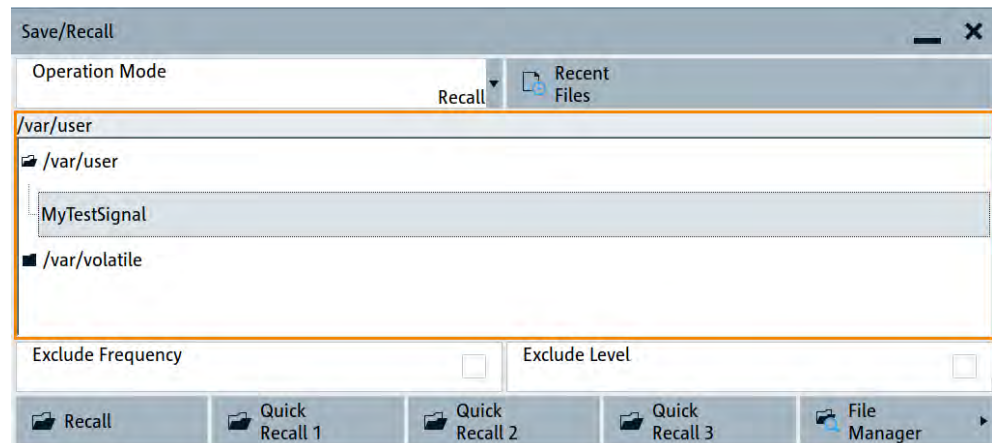 Save/Recall
Operation Mode
Recall
Recent
Files
/var/user
/var/user
MyTestSignal
/var/volatile
Exclude Frequency
Exclude Level
Recall
Quick
Recall 1
Quick
Recall 2
Quick
Recall 3
File
Manager